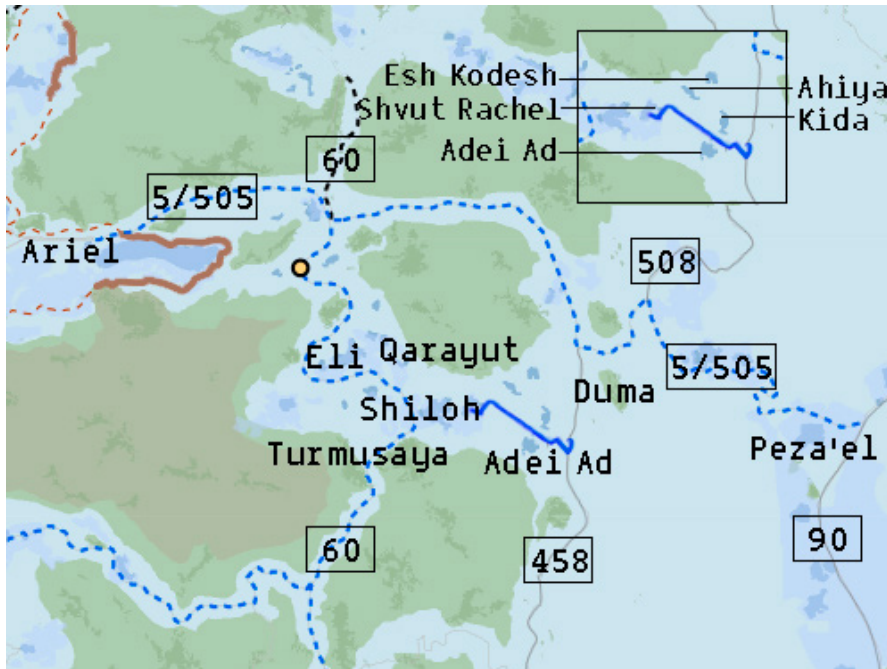 Esh Kodesh
Ahiya
Shvut Rachel
Kida
Adei Ad
60
5/505
Ariel
508
Eli
Qarayut
5/505
Duma
Shiloh
Peza'el
Turmusaya
Adei Ad
60
458
90